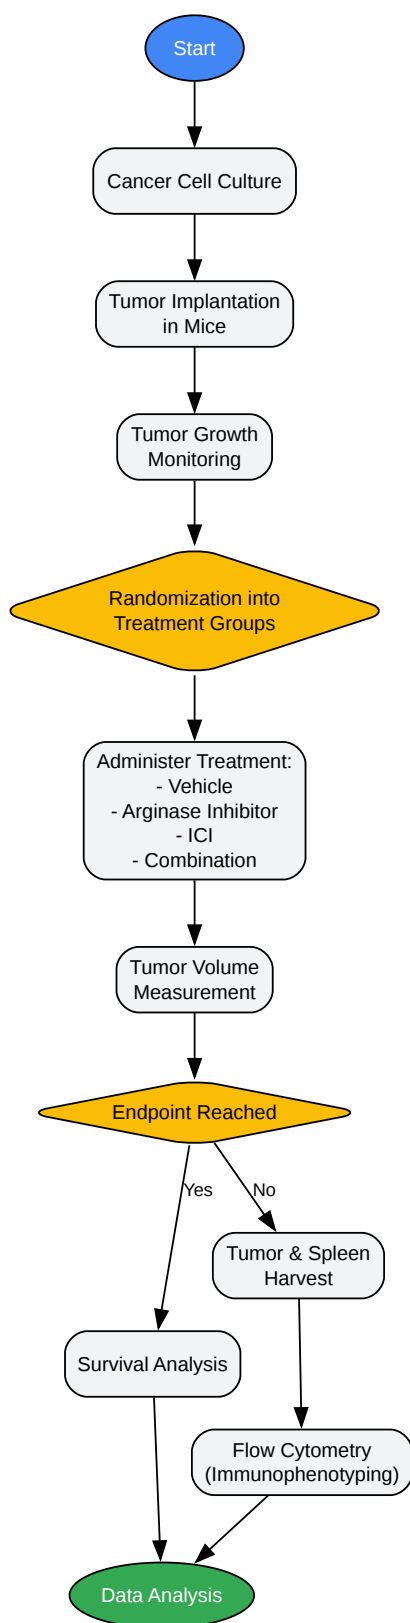 Start
Cancer Cell Culture
Tumor Implantation
in Mice
Tumor Growth
Monitoring
Randomization into
Treatment Groups
Administer Treatment:
- Vehicle
- Arginase Inhibitor
- ICI
- Combination
Tumor Volume
Measurement
Endpoint Reached
Yes
No
Tumor & Spleen
Harvest
Survival Analysis
Flow Cytometry
(Immunophenotyping)
Data Analysis